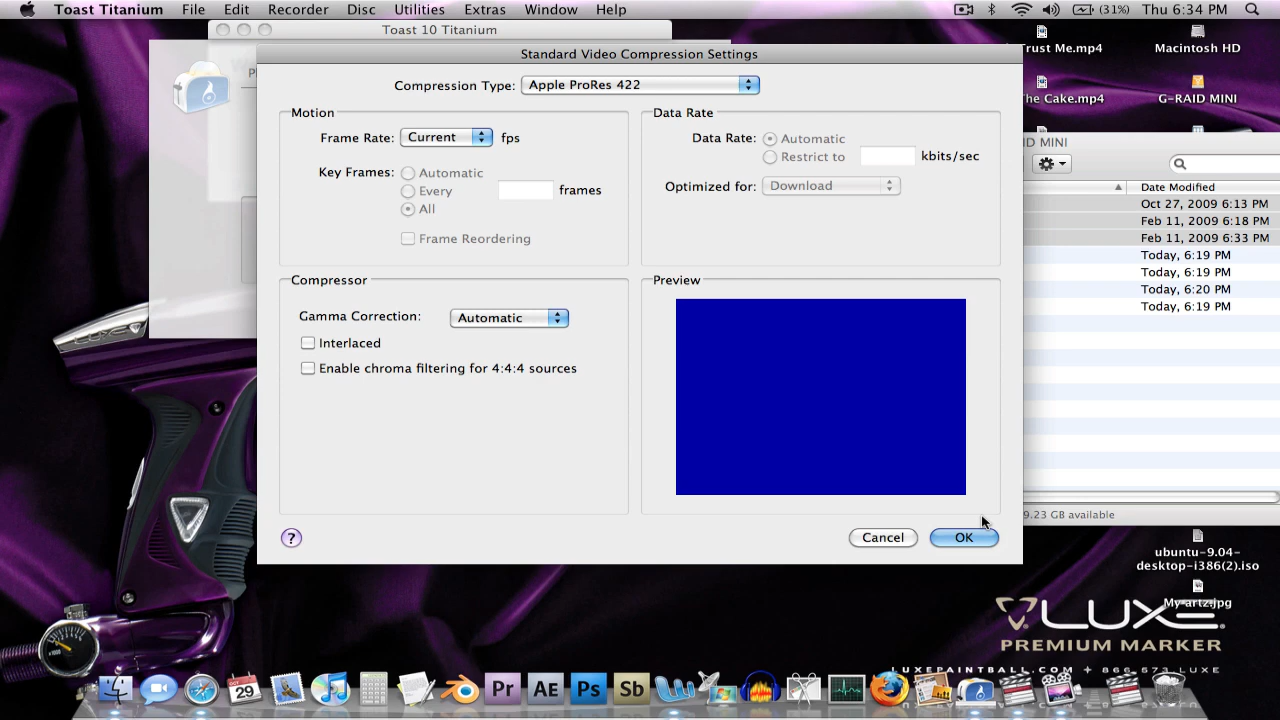 Toast Titanium File Edit Recorder Disc Utilities Extras Window Help (31%) Thu 6:34 PM
Toast 10 Titanium
Standard Video Compression Settings
Compression Type: Apple ProRes 422
Motion
Frame Rate: Current fps
Key Frames: Automatic
Every frames
All
Frame Reordering
Data Rate
Data Rate: Automatic
Restrict to kbits/sec
Optimized for: Download
Compressor
Gamma Correction: Automatic
Interlaced
Enable chroma filtering for 4:4:4 sources
Preview
? Cancel OK
Trust Me.mp4 Macintosh HD
The Cake.mp4 G-RAID MINI
ID MINI
Date Modified
Oct 27, 2009 6:13 PM
Feb 11, 2009 6:18 PM
Feb 11, 2009 6:33 PM
Today, 6:19 PM
Today, 6:19 PM
Today, 6:20 PM
Today, 6:19 PM
9.23 GB available
ubuntu-9.04-
desktop-i386(2).iso
My-artz.jpg
LUXE
PREMIUM MARKER
LUXEPAINTBALL.COM + 866.573.LUXE
OCT
29
Pr AE Ps Sb